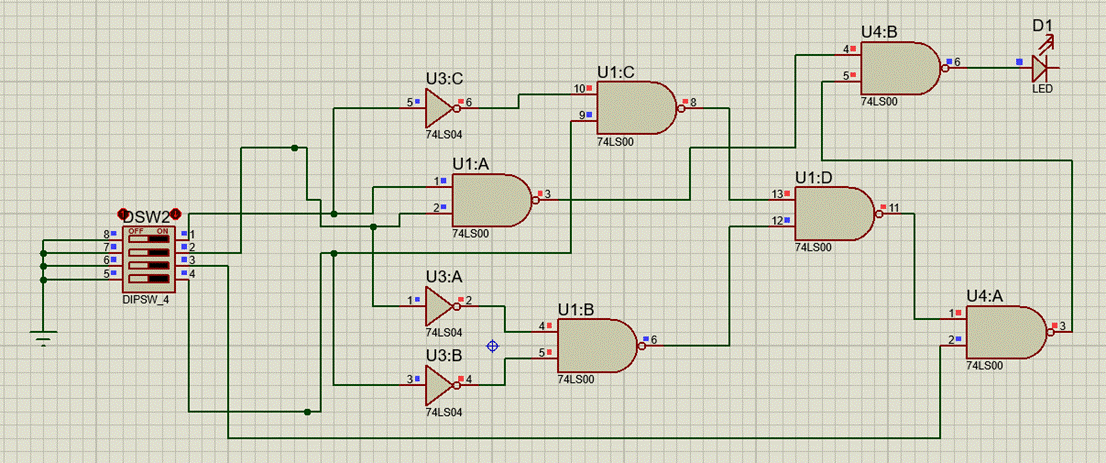 U4:B
D1
4
5
6
74LS00
LED
U3:C
5
6
74LS04
U1:C
10
9
8
74LS00
U1:A
1
2
3
74LS00
U1:D
13
12
11
74LS00
DSW2
OFF ON
8
7
6
5
1
2
3
4
DIPSW_4
U3:A
1
2
74LS04
U1:B
4
5
6
74LS00
U3:B
3
4
74LS04
U4:A
1
2
3
74LS00